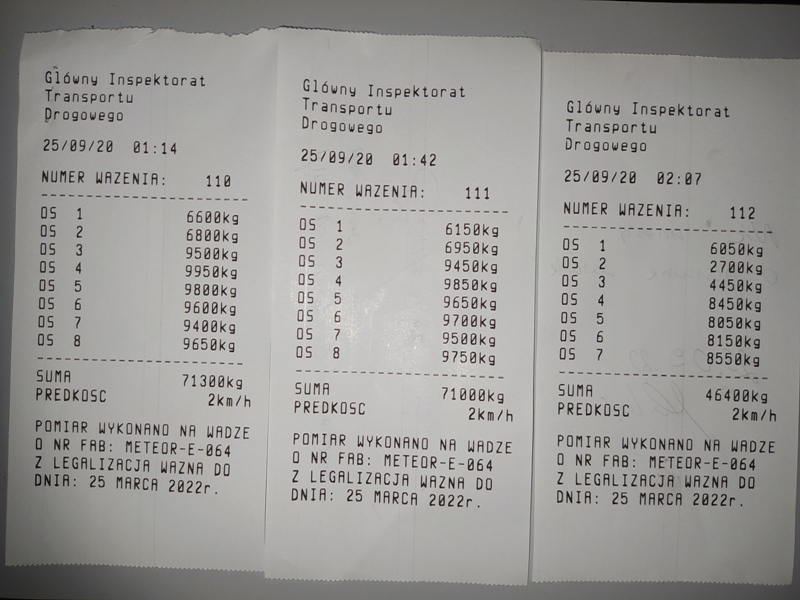 Główny Inspektorat
Transportu
Drogowego
25/09/20 01:14
NUMER WAZENIA: 110
OS 1 6600kg
OS 2 6800kg
OS 3 9500kg
OS 4 9950kg
OS 5 9800kg
OS 6 9600kg
OS 7 9400kg
OS 8 9650kg
SUMA 71300kg
PREDKOSC 2km/h
POMIAR WYKONANO NA WADZE
O NR FAB: METEOR-E-064
Z LEGALIZACJA WAZNA DO
DNIA: 25 MARCA 2022r.
Główny Inspektorat
Transportu
Drogowego
25/09/20 01:42
NUMER WAZENIA: 111
OS 1 6150kg
OS 2 6950kg
OS 3 9450kg
OS 4 9850kg
OS 5 9650kg
OS 6 9700kg
OS 7 9500kg
OS 8 9750kg
SUMA 71000kg
PREDKOSC 2km/h
POMIAR WYKONANO NA WADZE
O NR FAB: METEOR-E-064
Z LEGALIZACJA WAZNA DO
DNIA: 25 MARCA 2022r.
Główny Inspektorat
Transportu
Drogowego
25/09/20 02:07
NUMER WAZENIA: 112
OS 1 6050kg
OS 2 2700kg
OS 3 4450kg
OS 4 8450kg
OS 5 8050kg
OS 6 8150kg
OS 7 8550kg
SUMA 46400kg
PREDKOSC 2km/h
POMIAR WYKONANO NA WADZE
O NR FAB: METEOR-E-064
Z LEGALIZACJA WAZNA DO
DNIA: 25 MARCA 2022r.